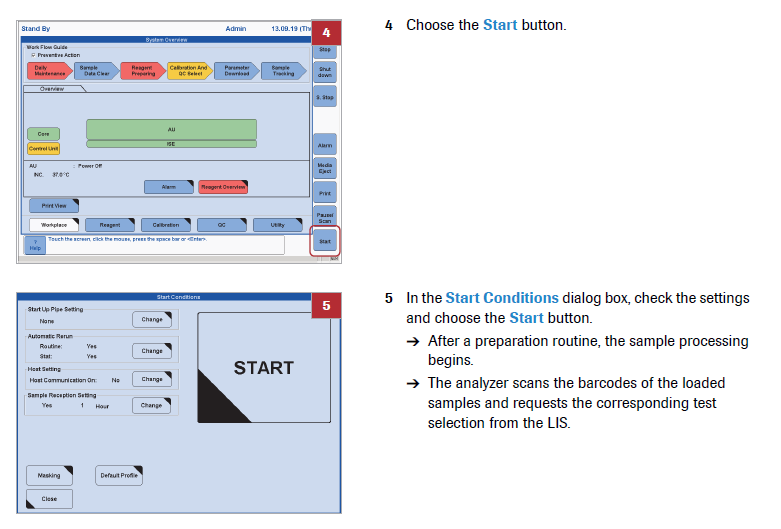 Stand By Admin 13.09.19 (Th
4
System Overview
Work Flow Guide
Preventive Action
Daily Maintenance
Sample Data Clear
Reagent Preparing
Calibration And QC Select
Parameter Download
Sample Tracking
Stop
Shut down
S. Stop
Alarm
Media Eject
Print
Pause/ Scan
Start
Overview
Core
Control Unit
AU
ISE
AU : Power Off
INC. 37.0°C
Alarm
Reagent Overview
Print View
Workplace
Reagent
Calibration
QC
Utility
? Help
Touch the screen, click the mouse, press the space bar or <Enter>.
4 Choose the Start button.
Start Conditions
5
Start Up Pipe Setting
None
Change
Automatic Rerun
Routine: Yes
Stat: Yes
Change
Host Setting
Host Communication On: No
Change
Sample Reception Setting
Yes 1 Hour
Change
START
Masking
Default Profile
Close
5 In the Start Conditions dialog box, check the settings
and choose the Start button.
→ After a preparation routine, the sample processing
begins.
→ The analyzer scans the barcodes of the loaded
samples and requests the corresponding test
selection from the LIS.